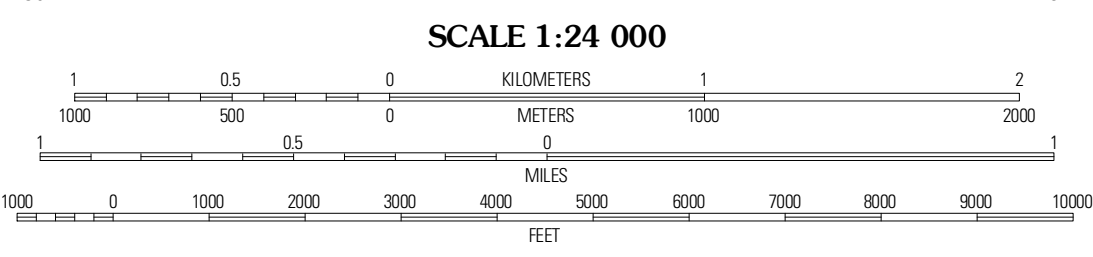 SCALE 1:24 000
1 0.5 0 KILOMETERS 1 2
1000 500 0 METERS 1000 2000
1 0.5 0 1
MILES
1000 0 1000 2000 3000 4000 5000 6000 7000 8000 9000 10000
FEET